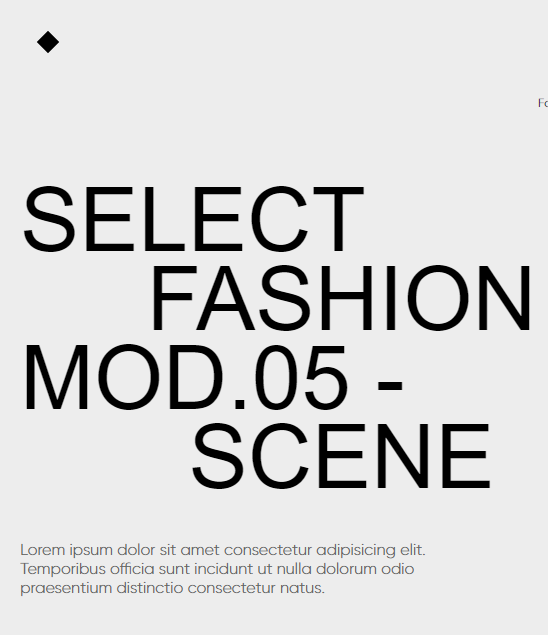 SELECT
FASHION
MOD.05 -
SCENE
Lorem ipsum dolor sit amet consectetur adipisicing elit.
Temporibus officia sunt incidunt ut nulla dolorum odio
praesentium distinctio consectetur natus.